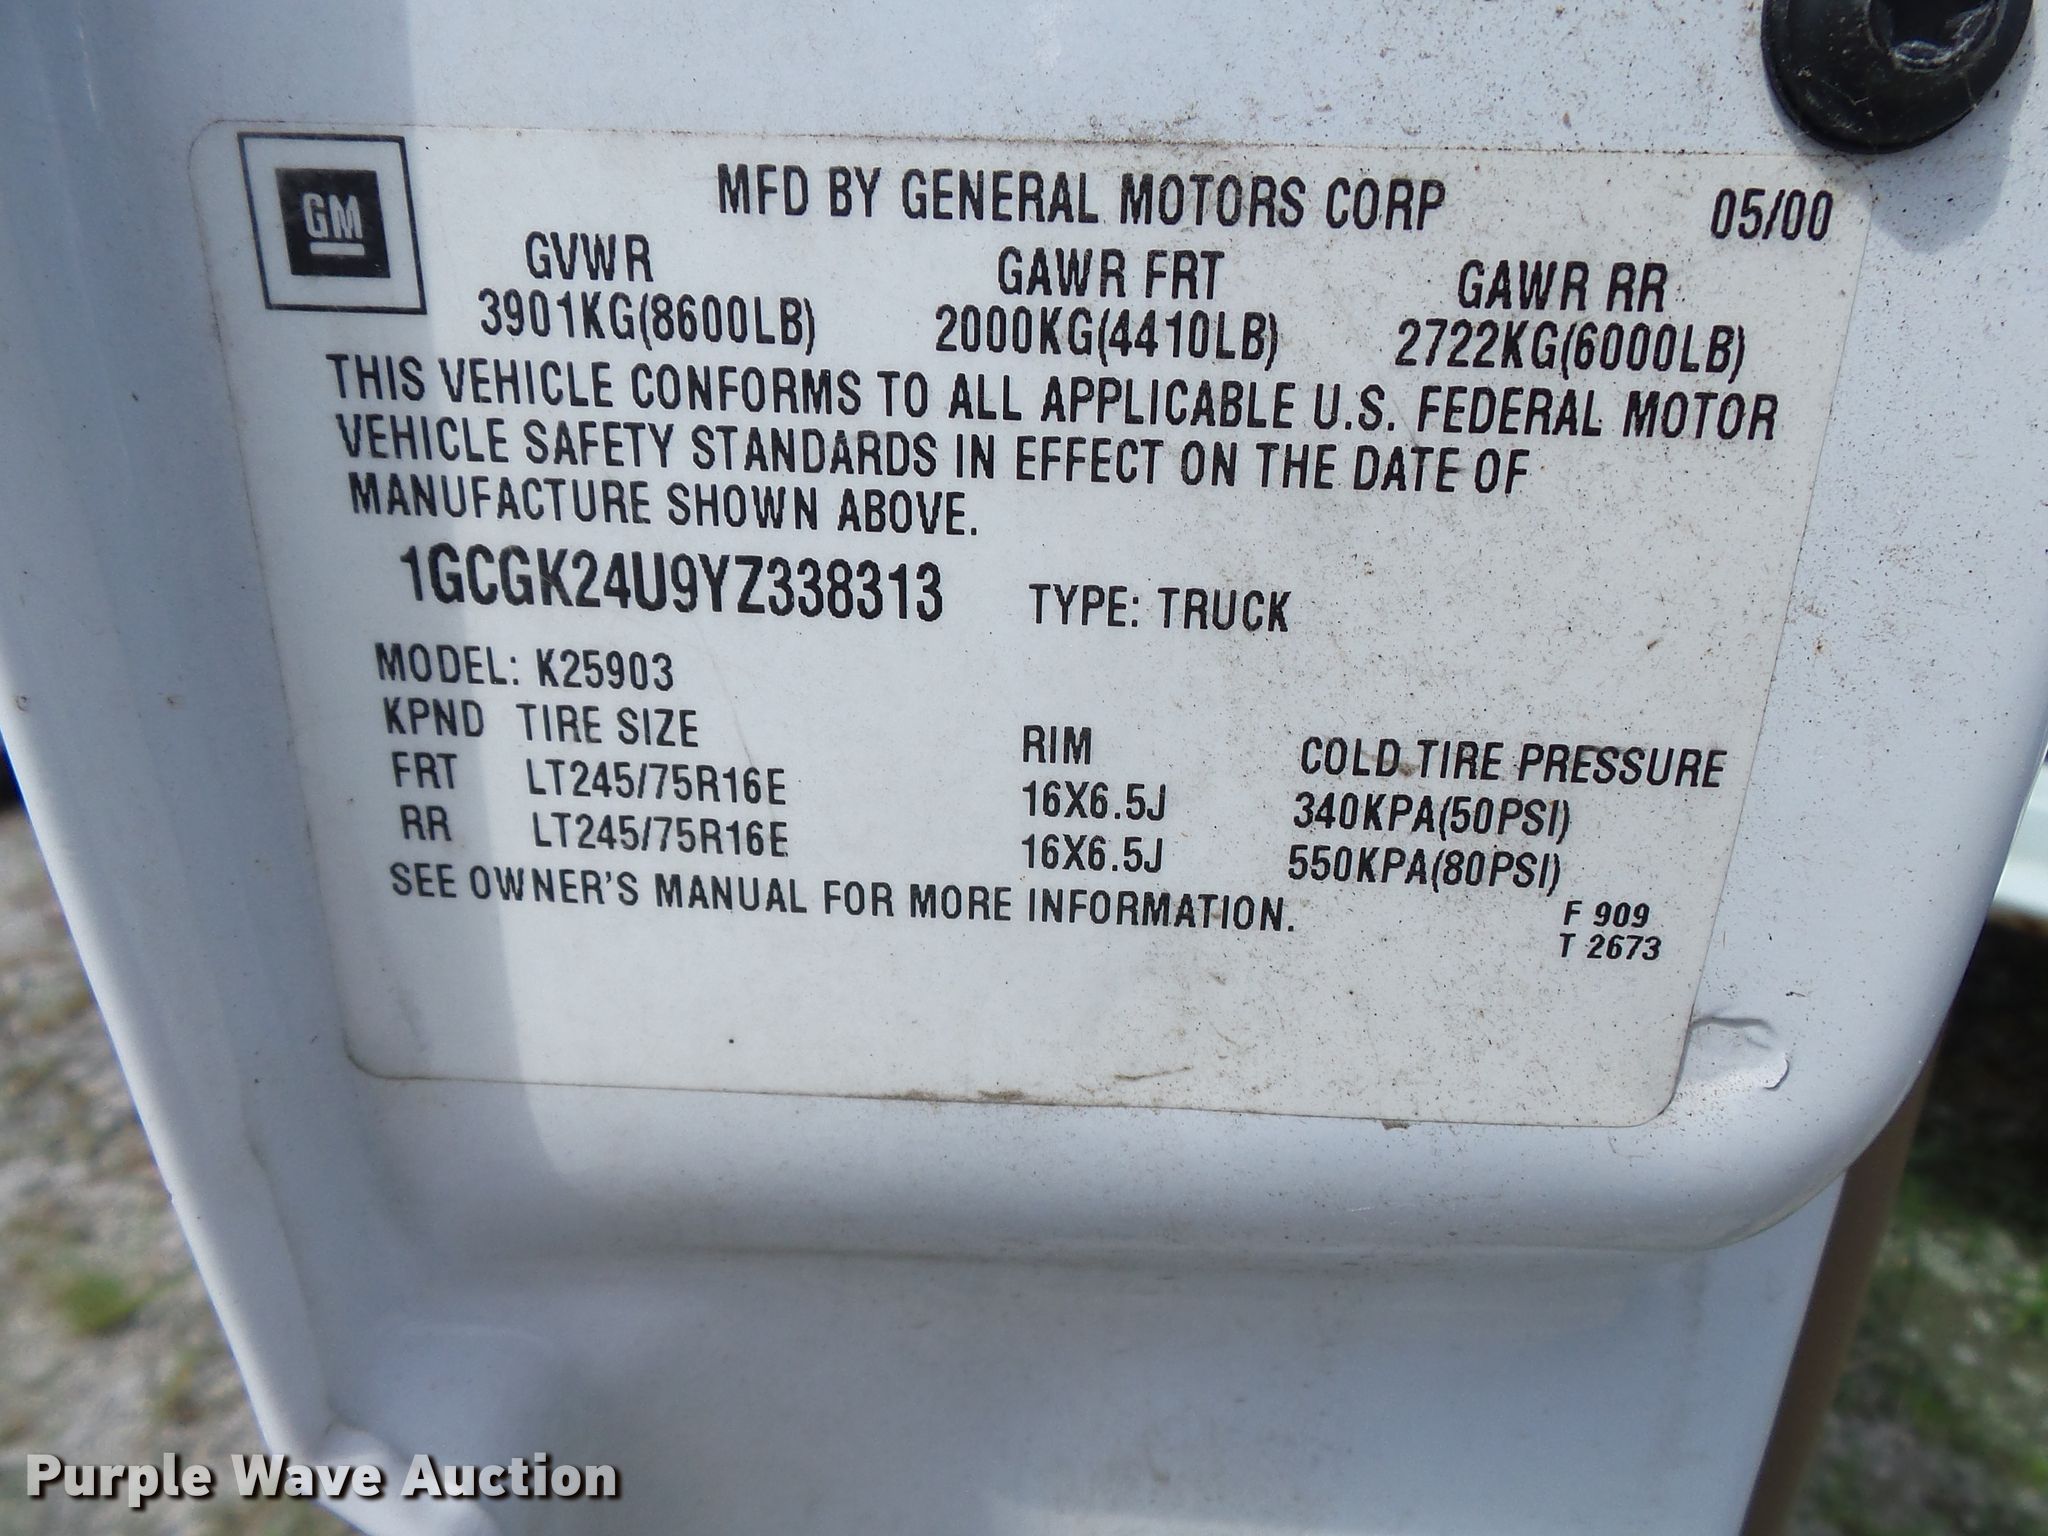 GM
MFD BY GENERAL MOTORS CORP 05/00
GVWR GAWR FRT GAWR RR
3901KG(8600LB) 2000KG(4410LB) 2722KG(6000LB)
THIS VEHICLE CONFORMS TO ALL APPLICABLE U.S. FEDERAL MOTOR
VEHICLE SAFETY STANDARDS IN EFFECT ON THE DATE OF
MANUFACTURE SHOWN ABOVE.
1GCGK24U9YZ338313 TYPE: TRUCK
MODEL: K25903
KPND TIRE SIZE RIM COLD TIRE PRESSURE
FRT LT245/75R16E 16X6.5J 340KPA(50PSI)
RR LT245/75R16E 16X6.5J 550KPA(80PSI)
SEE OWNER'S MANUAL FOR MORE INFORMATION.
F 909
T 2673
Purple Wave Auction